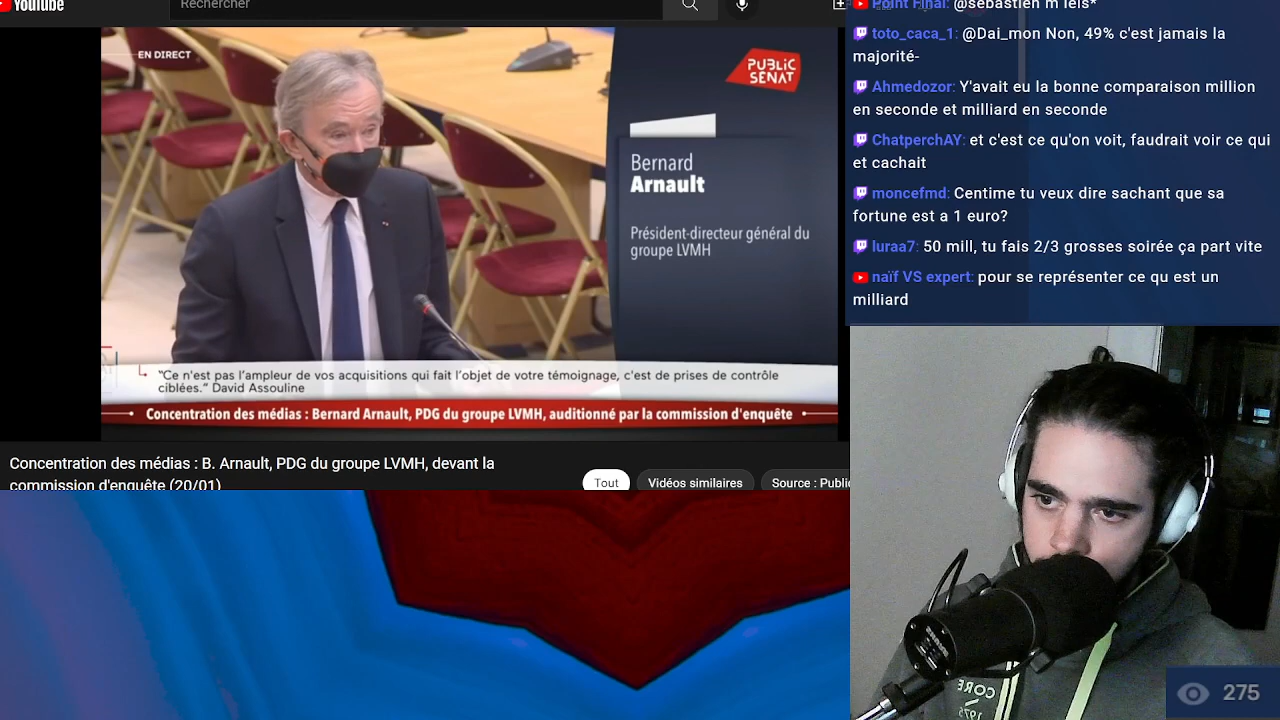 YouTube
Rechercher
EN DIRECT
PUBLIC
SÉNAT
Bernard
Arnault
Président-directeur général du
groupe LVMH
“Ce n'est pas l'ampleur de vos acquisitions qui fait l'objet de votre témoignage, c'est de prises de contrôle
ciblées.” David Assouline
Concentration des médias : Bernard Arnault, PDG du groupe LVMH, auditionné par la commission d'enquête
Concentration des médias : B. Arnault, PDG du groupe LVMH, devant la
commission d'enquête (20/01)
Tout
Vidéos similaires
Source : Public
Point Final: @sebastien m leis*
toto_caca_1: @Dai_mon Non, 49% c'est jamais la
majorité-
Ahmedozor: Y'avait eu la bonne comparaison million
en seconde et milliard en seconde
ChatperchAY: et c'est ce qu'on voit, faudrait voir ce qui
et cachait
moncefmd: Centime tu veux dire sachant que sa
fortune est a 1 euro?
luraa7: 50 mill, tu fais 2/3 grosses soirée ça part vite
naïf VS expert: pour se représenter ce qu est un
milliard
CORE
1975
275